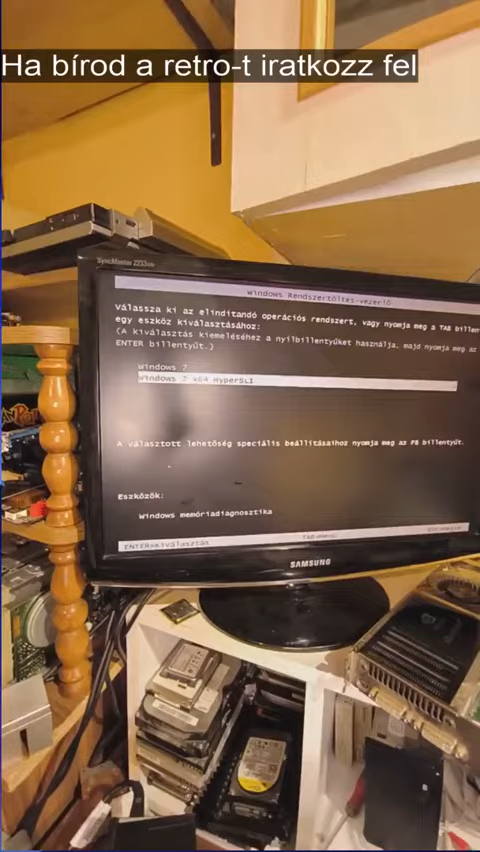 Ha bírod a retro-t iratkozz fel
SyncMaster 2233sw
Windows Rendszertöltés-vezérlő
Válassza ki az elindítandó operációs rendszert, vagy nyomja meg a TAB billen
egy eszköz kiválasztásához:
(A kiválasztás kiemeléséhez a nyílbillentyűket használja, majd nyomja meg az
ENTER billentyűt.)
Windows 7
Windows 7 x64 HyperSLI
A választott lehetőség speciális beállításaihoz nyomja meg az F8 billentyűt.
Eszközök:
Windows memóriadiagnosztika
ENTER=Kiválasztás
TAB=Menü
SAMSUNG